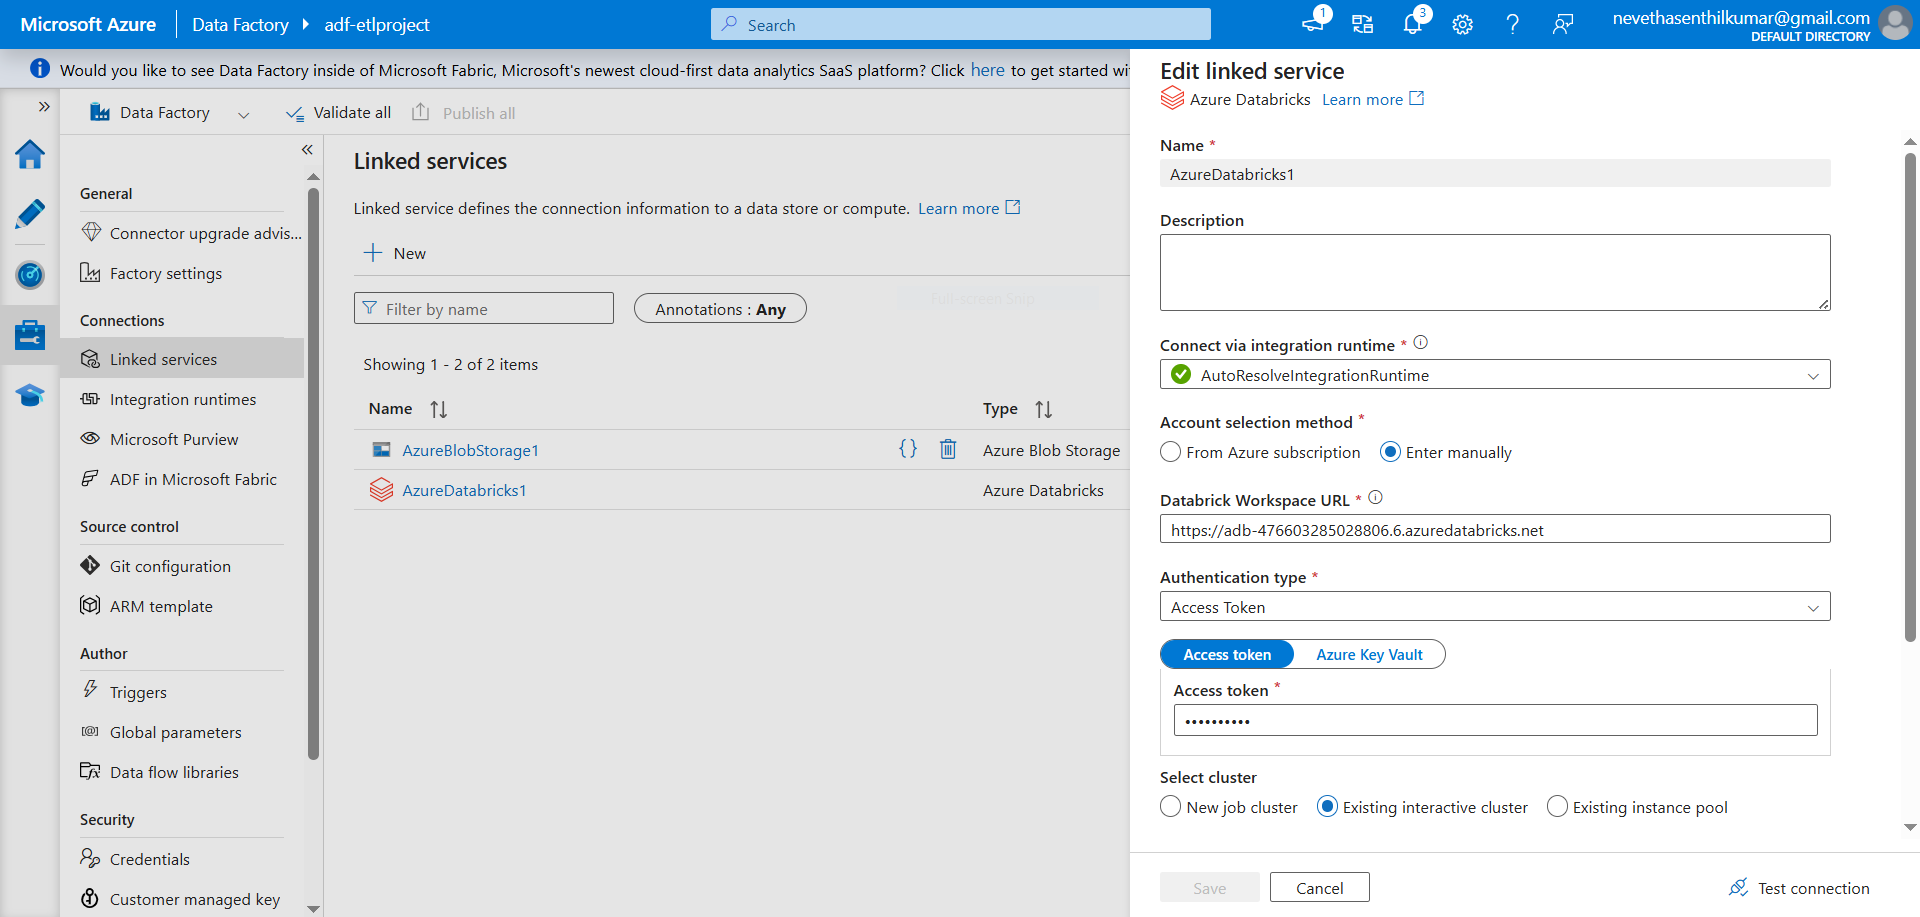 Microsoft Azure
Data Factory
adf-etlproject
Search
1
3
nevethasenthilkumar@gmail.com
DEFAULT DIRECTORY
Would you like to see Data Factory inside of Microsoft Fabric, Microsoft's newest cloud-first data analytics SaaS platform? Click here to get started wi
Data Factory
Validate all
Publish all
General
Connector upgrade advis...
Factory settings
Connections
Linked services
Integration runtimes
Microsoft Purview
ADF in Microsoft Fabric
Source control
Git configuration
ARM template
Author
Triggers
Global parameters
Data flow libraries
Security
Credentials
Customer managed key
Linked services
Linked service defines the connection information to a data store or compute. Learn more
New
Filter by name
Annotations : Any
Full-screen Snip
Showing 1 - 2 of 2 items
Name
Type
AzureBlobStorage1
Azure Blob Storage
AzureDatabricks1
Azure Databricks
Edit linked service
Azure Databricks Learn more
Name *
AzureDatabricks1
Description
Connect via integration runtime *
AutoResolveIntegrationRuntime
Account selection method *
From Azure subscription
Enter manually
Databrick Workspace URL *
https://adb-476603285028806.6.azuredatabricks.net
Authentication type *
Access Token
Access token
Azure Key Vault
Access token *
••••••••••
Select cluster
New job cluster
Existing interactive cluster
Existing instance pool
Save
Cancel
Test connection